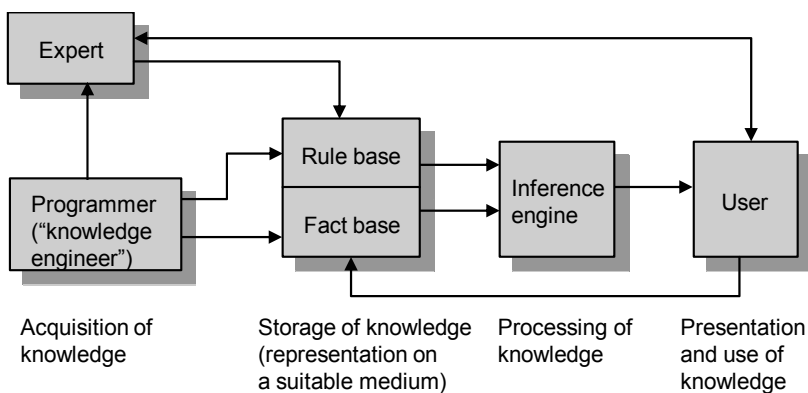 Expert
Programmer
(“knowledge
engineer”)
Rule base
Fact base
Inference
engine
User
Acquisition of
knowledge
Storage of knowledge
(representation on
a suitable medium)
Processing of
knowledge
Presentation
and use of
knowledge